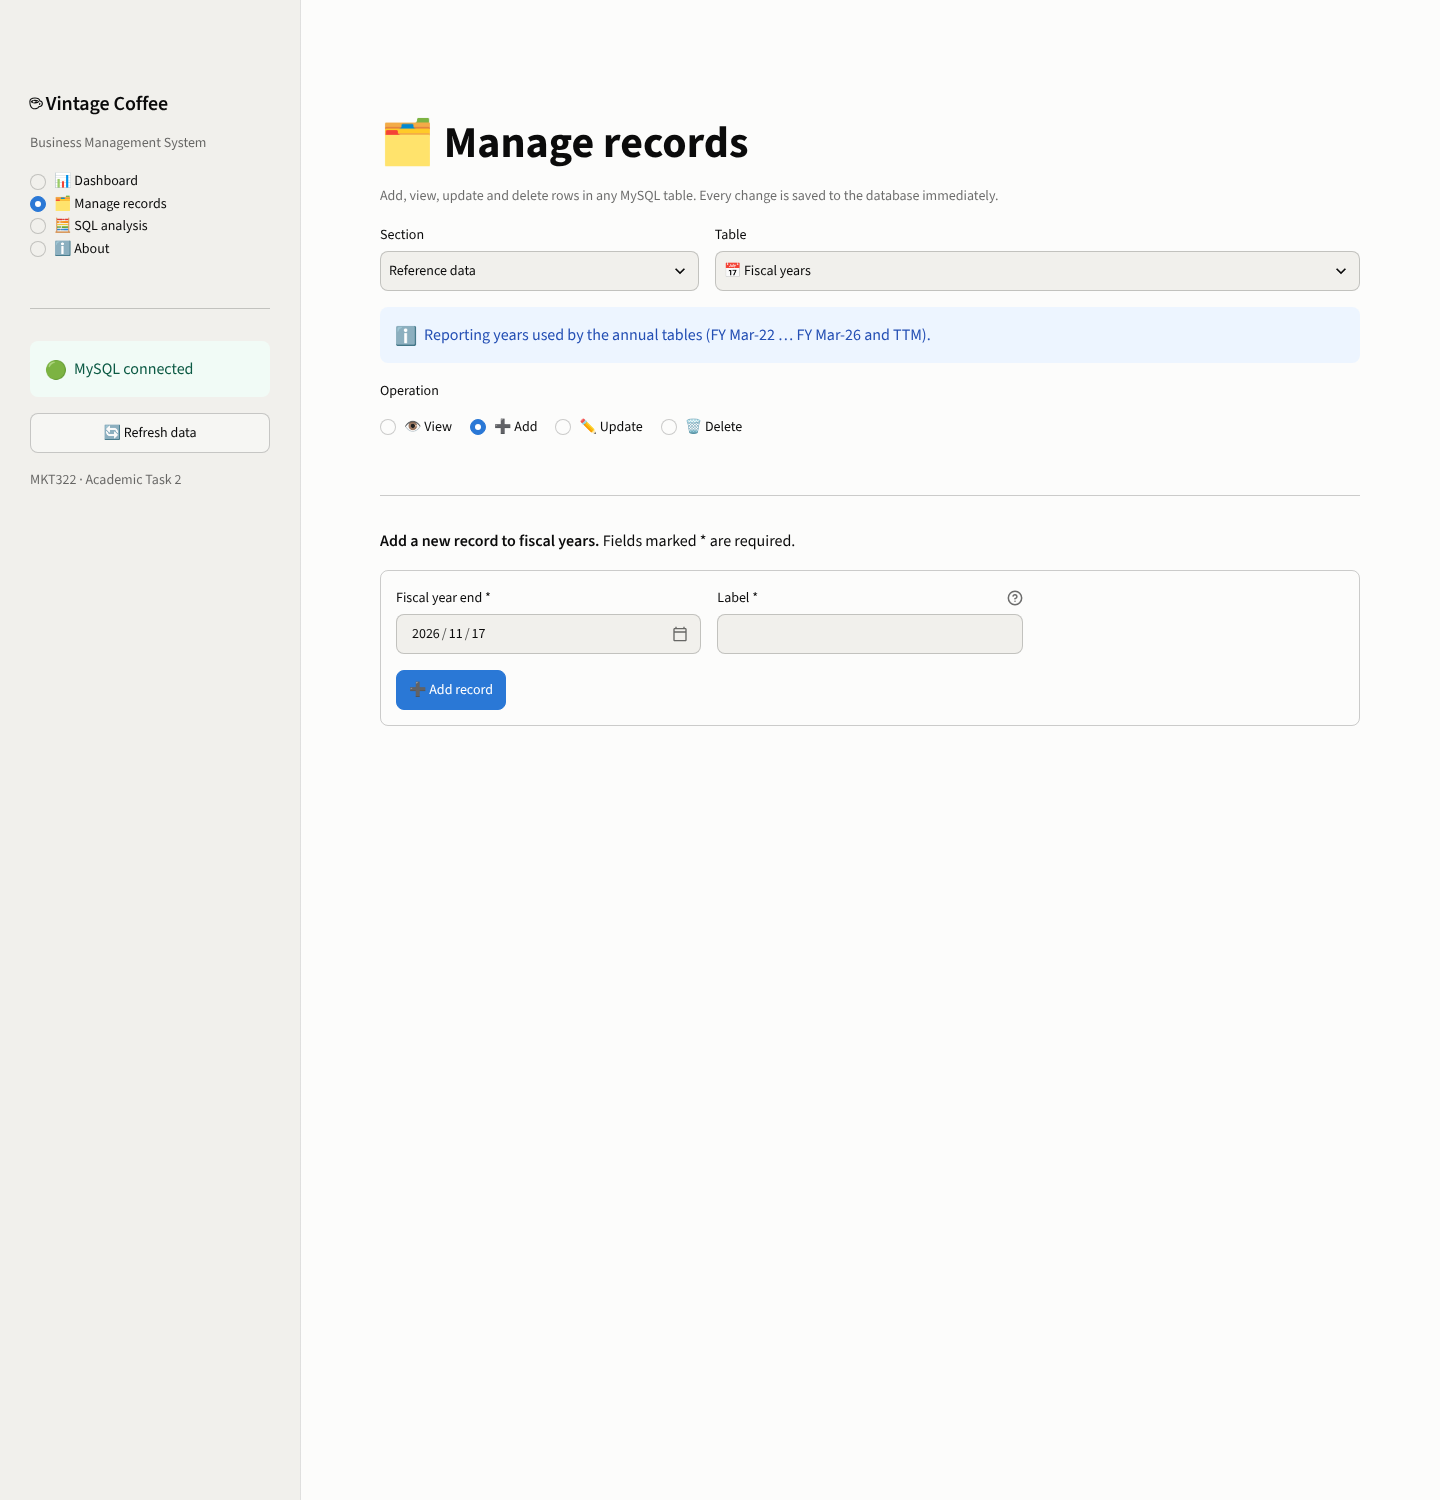 Vintage Coffee
Business Management System
Dashboard
Manage records
SQL analysis
About
MySQL connected
Refresh data
MKT322 · Academic Task 2
Manage records
Add, view, update and delete rows in any MySQL table. Every change is saved to the database immediately.
Section
Table
Reference data
Fiscal years
Reporting years used by the annual tables (FY Mar-22 … FY Mar-26 and TTM).
Operation
View
Add
Update
Delete
Add a new record to fiscal years. Fields marked * are required.
Fiscal year end *
Label *
2026 / 11 / 17
Add record